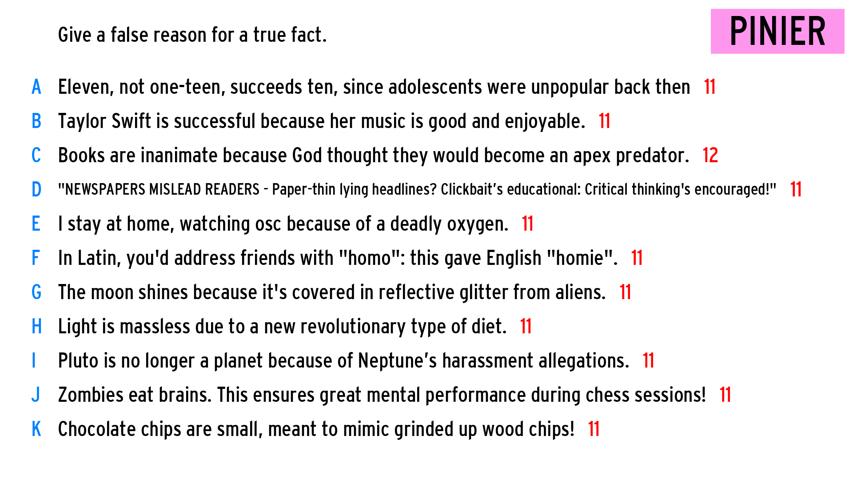 Give a false reason for a true fact.
PINIER
A Eleven, not one-teen, succeeds ten, since adolescents were unpopular back then 11
B Taylor Swift is successful because her music is good and enjoyable. 11
C Books are inanimate because God thought they would become an apex predator. 12
D "NEWSPAPERS MISLEAD READERS - Paper-thin lying headlines? Clickbait's educational: Critical thinking's encouraged!" 11
E I stay at home, watching osc because of a deadly oxygen. 11
F In Latin, you'd address friends with "homo": this gave English "homie". 11
G The moon shines because it's covered in reflective glitter from aliens. 11
H Light is massless due to a new revolutionary type of diet. 11
I Pluto is no longer a planet because of Neptune's harassment allegations. 11
J Zombies eat brains. This ensures great mental performance during chess sessions! 11
K Chocolate chips are small, meant to mimic grinded up wood chips! 11